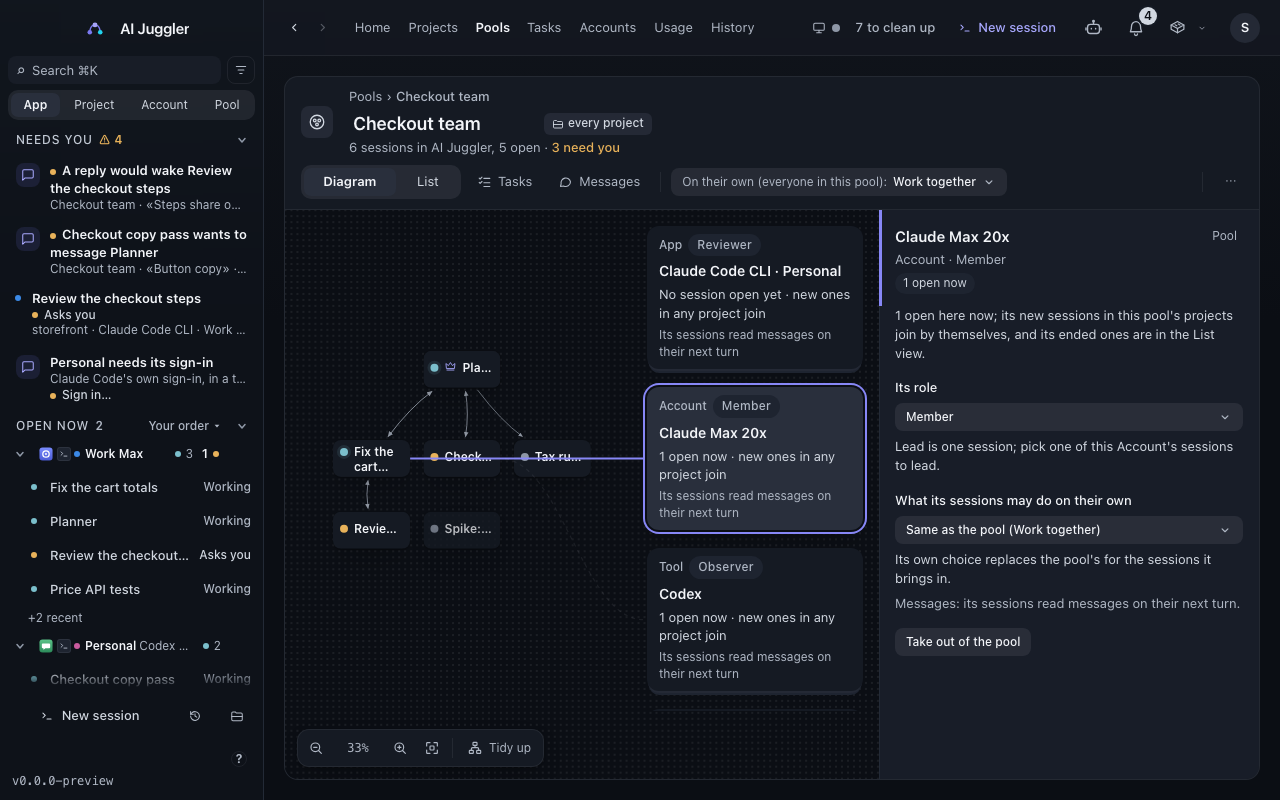 AI Juggler
Search ⌘K
App Project Account Pool
NEEDS YOU 4
A reply would wake Review
the checkout steps
Checkout team · «Steps share o...
Checkout copy pass wants to
message Planner
Checkout team · «Button copy» ·...
Review the checkout steps
Asks you
storefront · Claude Code CLI · Work ...
Personal needs its sign-in
Claude Code's own sign-in, in a t...
Sign in...
OPEN NOW 2 Your order
Work Max 3 1
Fix the cart totals Working
Planner Working
Review the checkout... Asks you
Price API tests Working
+2 recent
Personal Codex ... 2
Checkout copy pass Working
New session
?
v0.0.0-preview
Home Projects Pools Tasks Accounts Usage History
7 to clean up
New session
4
S
Pools › Checkout team
Checkout team every project
6 sessions in AI Juggler, 5 open · 3 need you
Diagram List Tasks Messages
On their own (everyone in this pool): Work together
...
Pla...
Fix the
cart...
Check...
Tax ru...
Revie...
Spike:...
App Reviewer
Claude Code CLI · Personal
No session open yet · new ones
in any project join
Its sessions read messages on
their next turn
Account Member
Claude Max 20x
1 open now · new ones in any
project join
Its sessions read messages on
their next turn
Tool Observer
Codex
1 open now · new ones in any
project join
Its sessions read messages on
their next turn
33%
Tidy up
Claude Max 20x Pool
Account · Member
1 open now
1 open here now; its new sessions in this pool's projects
join by themselves, and its ended ones are in the List
view.
Its role
Member
Lead is one session; pick one of this Account's sessions
to lead.
What its sessions may do on their own
Same as the pool (Work together)
Its own choice replaces the pool's for the sessions it
brings in.
Messages: its sessions read messages on their next turn.
Take out of the pool